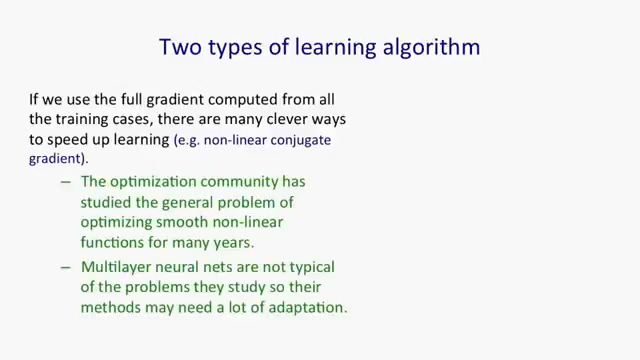 Two types of learning algorithm
If we use the full gradient computed from all
the training cases, there are many clever ways
to speed up learning (e.g. non-linear conjugate
gradient).
– The optimization community has
studied the general problem of
optimizing smooth non-linear
functions for many years.
– Multilayer neural nets are not typical
of the problems they study so their
methods may need a lot of adaptation.